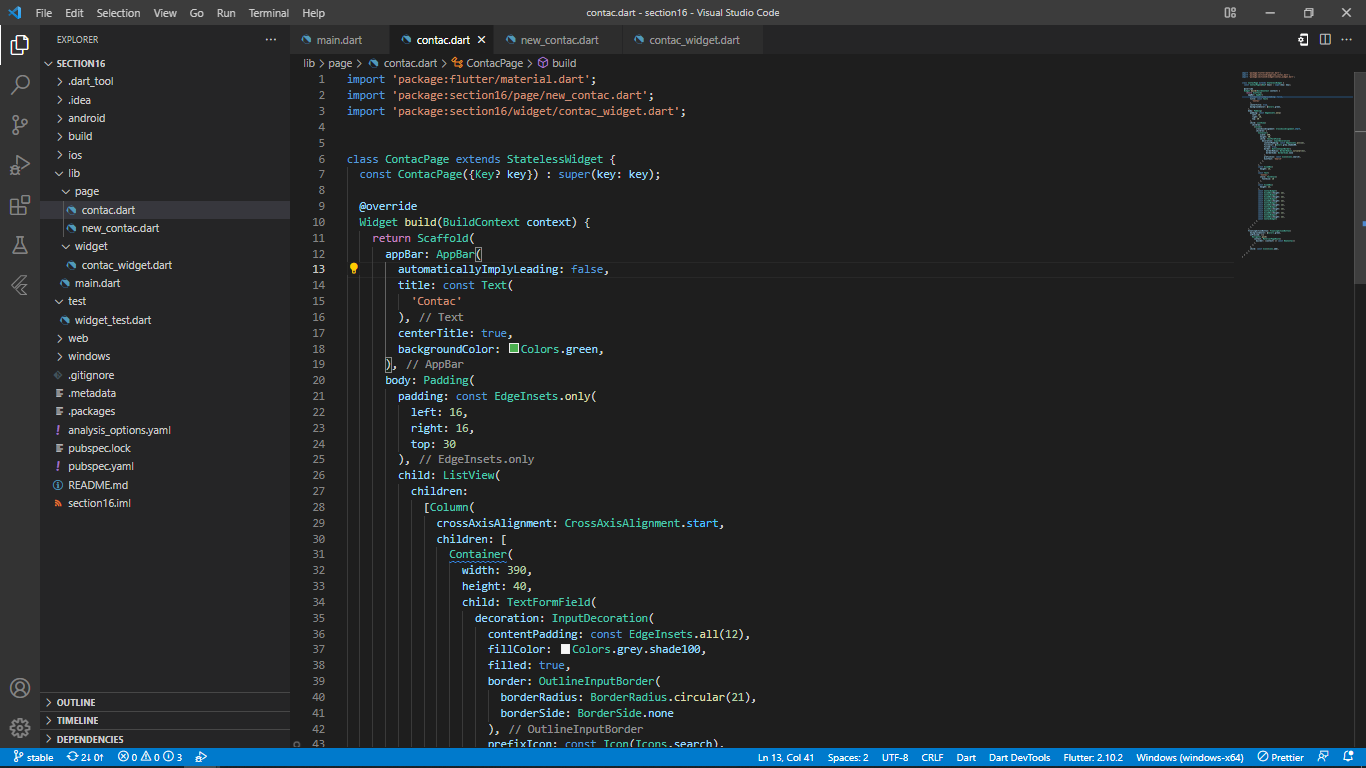 File Edit Selection View Go Run Terminal Help
contac.dart - section16 - Visual Studio Code
EXPLORER
SECTION16
.dart_tool
.idea
android
build
ios
lib
page
contac.dart
new_contac.dart
widget
contac_widget.dart
main.dart
test
widget_test.dart
web
windows
.gitignore
.metadata
.packages
analysis_options.yaml
pubspec.lock
pubspec.yaml
README.md
section16.iml
OUTLINE
TIMELINE
DEPENDENCIES
main.dart contac.dart new_contac.dart contac_widget.dart
lib > page > contac.dart > ContacPage > build
1 import 'package:flutter/material.dart';
2 import 'package:section16/page/new_contac.dart';
3 import 'package:section16/widget/contac_widget.dart';
4
5
6 class ContacPage extends StatelessWidget {
7 const ContacPage({Key? key}) : super(key: key);
8
9 @override
10 Widget build(BuildContext context) {
11 return Scaffold(
12 appBar: AppBar(
13 automaticallyImplyLeading: false,
14 title: const Text(
15 'Contac'
16 ), // Text
17 centerTitle: true,
18 backgroundColor: Colors.green,
19 ), // AppBar
20 body: Padding(
21 padding: const EdgeInsets.only(
22 left: 16,
23 right: 16,
24 top: 30
25 ), // EdgeInsets.only
26 child: ListView(
27 children:
28 [Column(
29 crossAxisAlignment: CrossAxisAlignment.start,
30 children: [
31 Container(
32 width: 390,
33 height: 40,
34 child: TextFormField(
35 decoration: InputDecoration(
36 contentPadding: const EdgeInsets.all(12),
37 fillColor: Colors.grey.shade100,
38 filled: true,
39 border: OutlineInputBorder(
40 borderRadius: BorderRadius.circular(21),
41 borderSide: BorderSide.none
42 ), // OutlineInputBorder
43 prefixIcon: const Icon(Icons.search),
stable 2↓ 0↑ 0 0 3 Ln 13, Col 41 Spaces: 2 UTF-8 CRLF Dart Dart DevTools Flutter: 2.10.2 Windows (windows-x64) Prettier